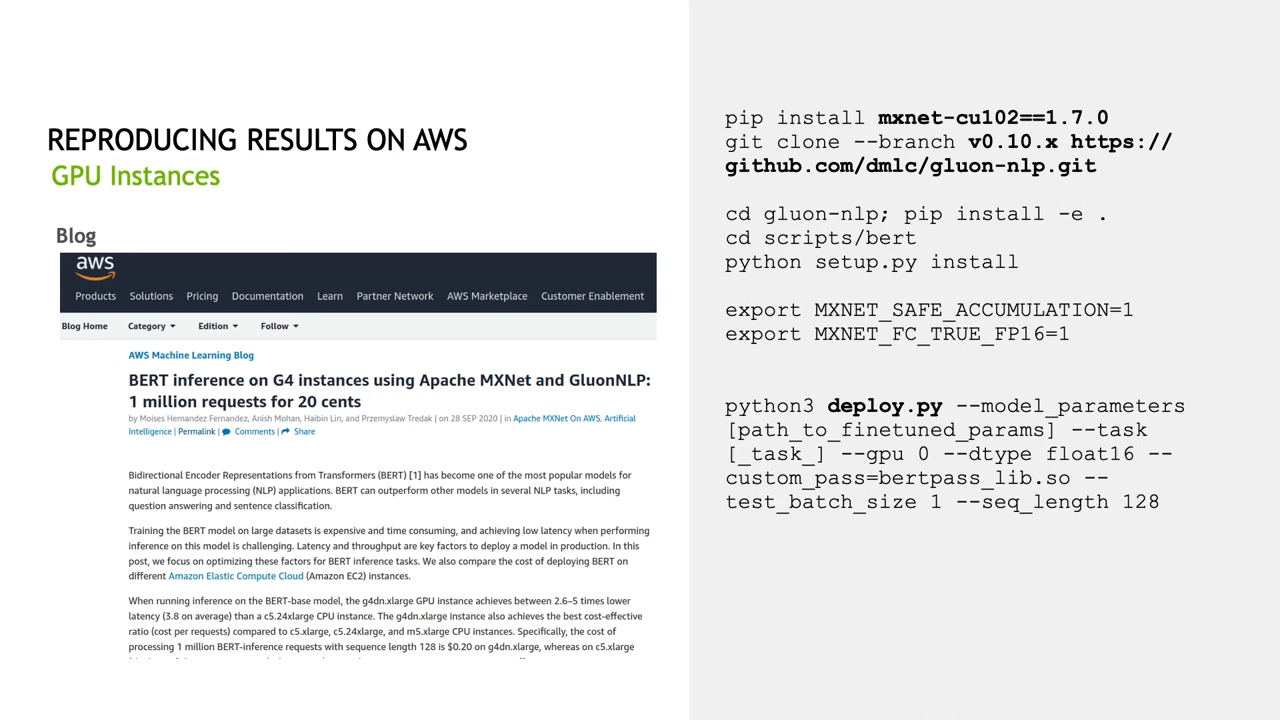 REPRODUCING RESULTS ON AWS
GPU Instances
Blog
aws
Products Solutions Pricing Documentation Learn Partner Network AWS Marketplace Customer Enablement
Blog Home Category Edition Follow
AWS Machine Learning Blog
BERT inference on G4 instances using Apache MXNet and GluonNLP:
1 million requests for 20 cents
by Moises Hernandez Fernandez, Anish Mohan, Haibin Lin, and Przemyslaw Tredak | on 28 SEP 2020 | in Apache MXNet On AWS, Artificial
Intelligence | Permalink | Comments | Share
Bidirectional Encoder Representations from Transformers (BERT) [1] has become one of the most popular models for
natural language processing (NLP) applications. BERT can outperform other models in several NLP tasks, including
question answering and sentence classification.
Training the BERT model on large datasets is expensive and time consuming, and achieving low latency when performing
inference on this model is challenging. Latency and throughput are key factors to deploy a model in production. In this
post, we focus on optimizing these factors for BERT inference tasks. We also compare the cost of deploying BERT on
different Amazon Elastic Compute Cloud (Amazon EC2) instances.
When running inference on the BERT-base model, the g4dn.xlarge GPU instance achieves between 2.6–5 times lower
latency (3.8 on average) than a c5.24xlarge CPU instance. The g4dn.xlarge instance also achieves the best cost-effective
ratio (cost per requests) compared to c5.xlarge, c5.24xlarge, and m5.xlarge CPU instances. Specifically, the cost of
processing 1 million BERT-inference requests with sequence length 128 is $0.20 on g4dn.xlarge, whereas on c5.xlarge
pip install mxnet-cu102==1.7.0
git clone --branch v0.10.x https://
github.com/dmlc/gluon-nlp.git
cd gluon-nlp; pip install -e .
cd scripts/bert
python setup.py install
export MXNET_SAFE_ACCUMULATION=1
export MXNET_FC_TRUE_FP16=1
python3 deploy.py --model_parameters
[path_to_finetuned_params] --task
[_task_] --gpu 0 --dtype float16 --
custom_pass=bertpass_lib.so --
test_batch_size 1 --seq_length 128